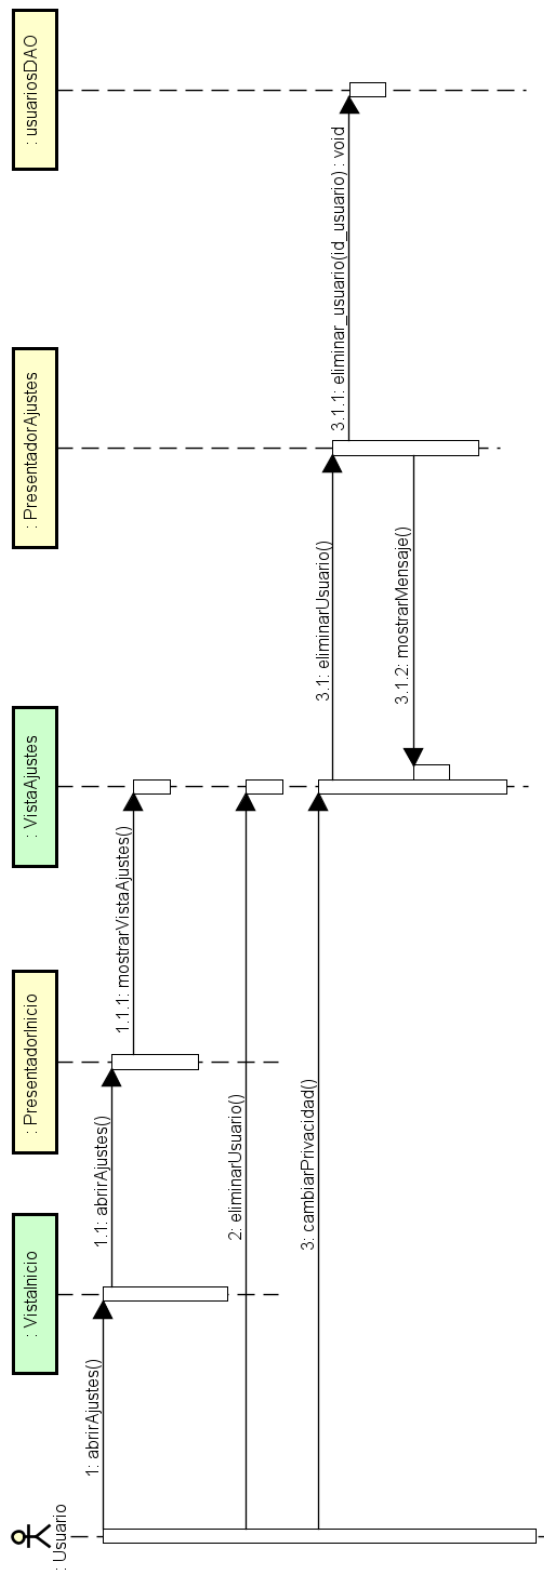 : Usuario
: VistaInicio
: PresentadorInicio
: VistaAjustes
: PresentadorAjustes
: usuariosDAO
1: abrirAjustes()
1.1: abrirAjustes()
1.1.1: mostrarVistaAjustes()
2: eliminarUsuario()
3: cambiarPrivacidad()
3.1: eliminarUsuario()
3.1.1: eliminar_usuario(id_usuario) : void
3.1.2: mostrarMensaje()